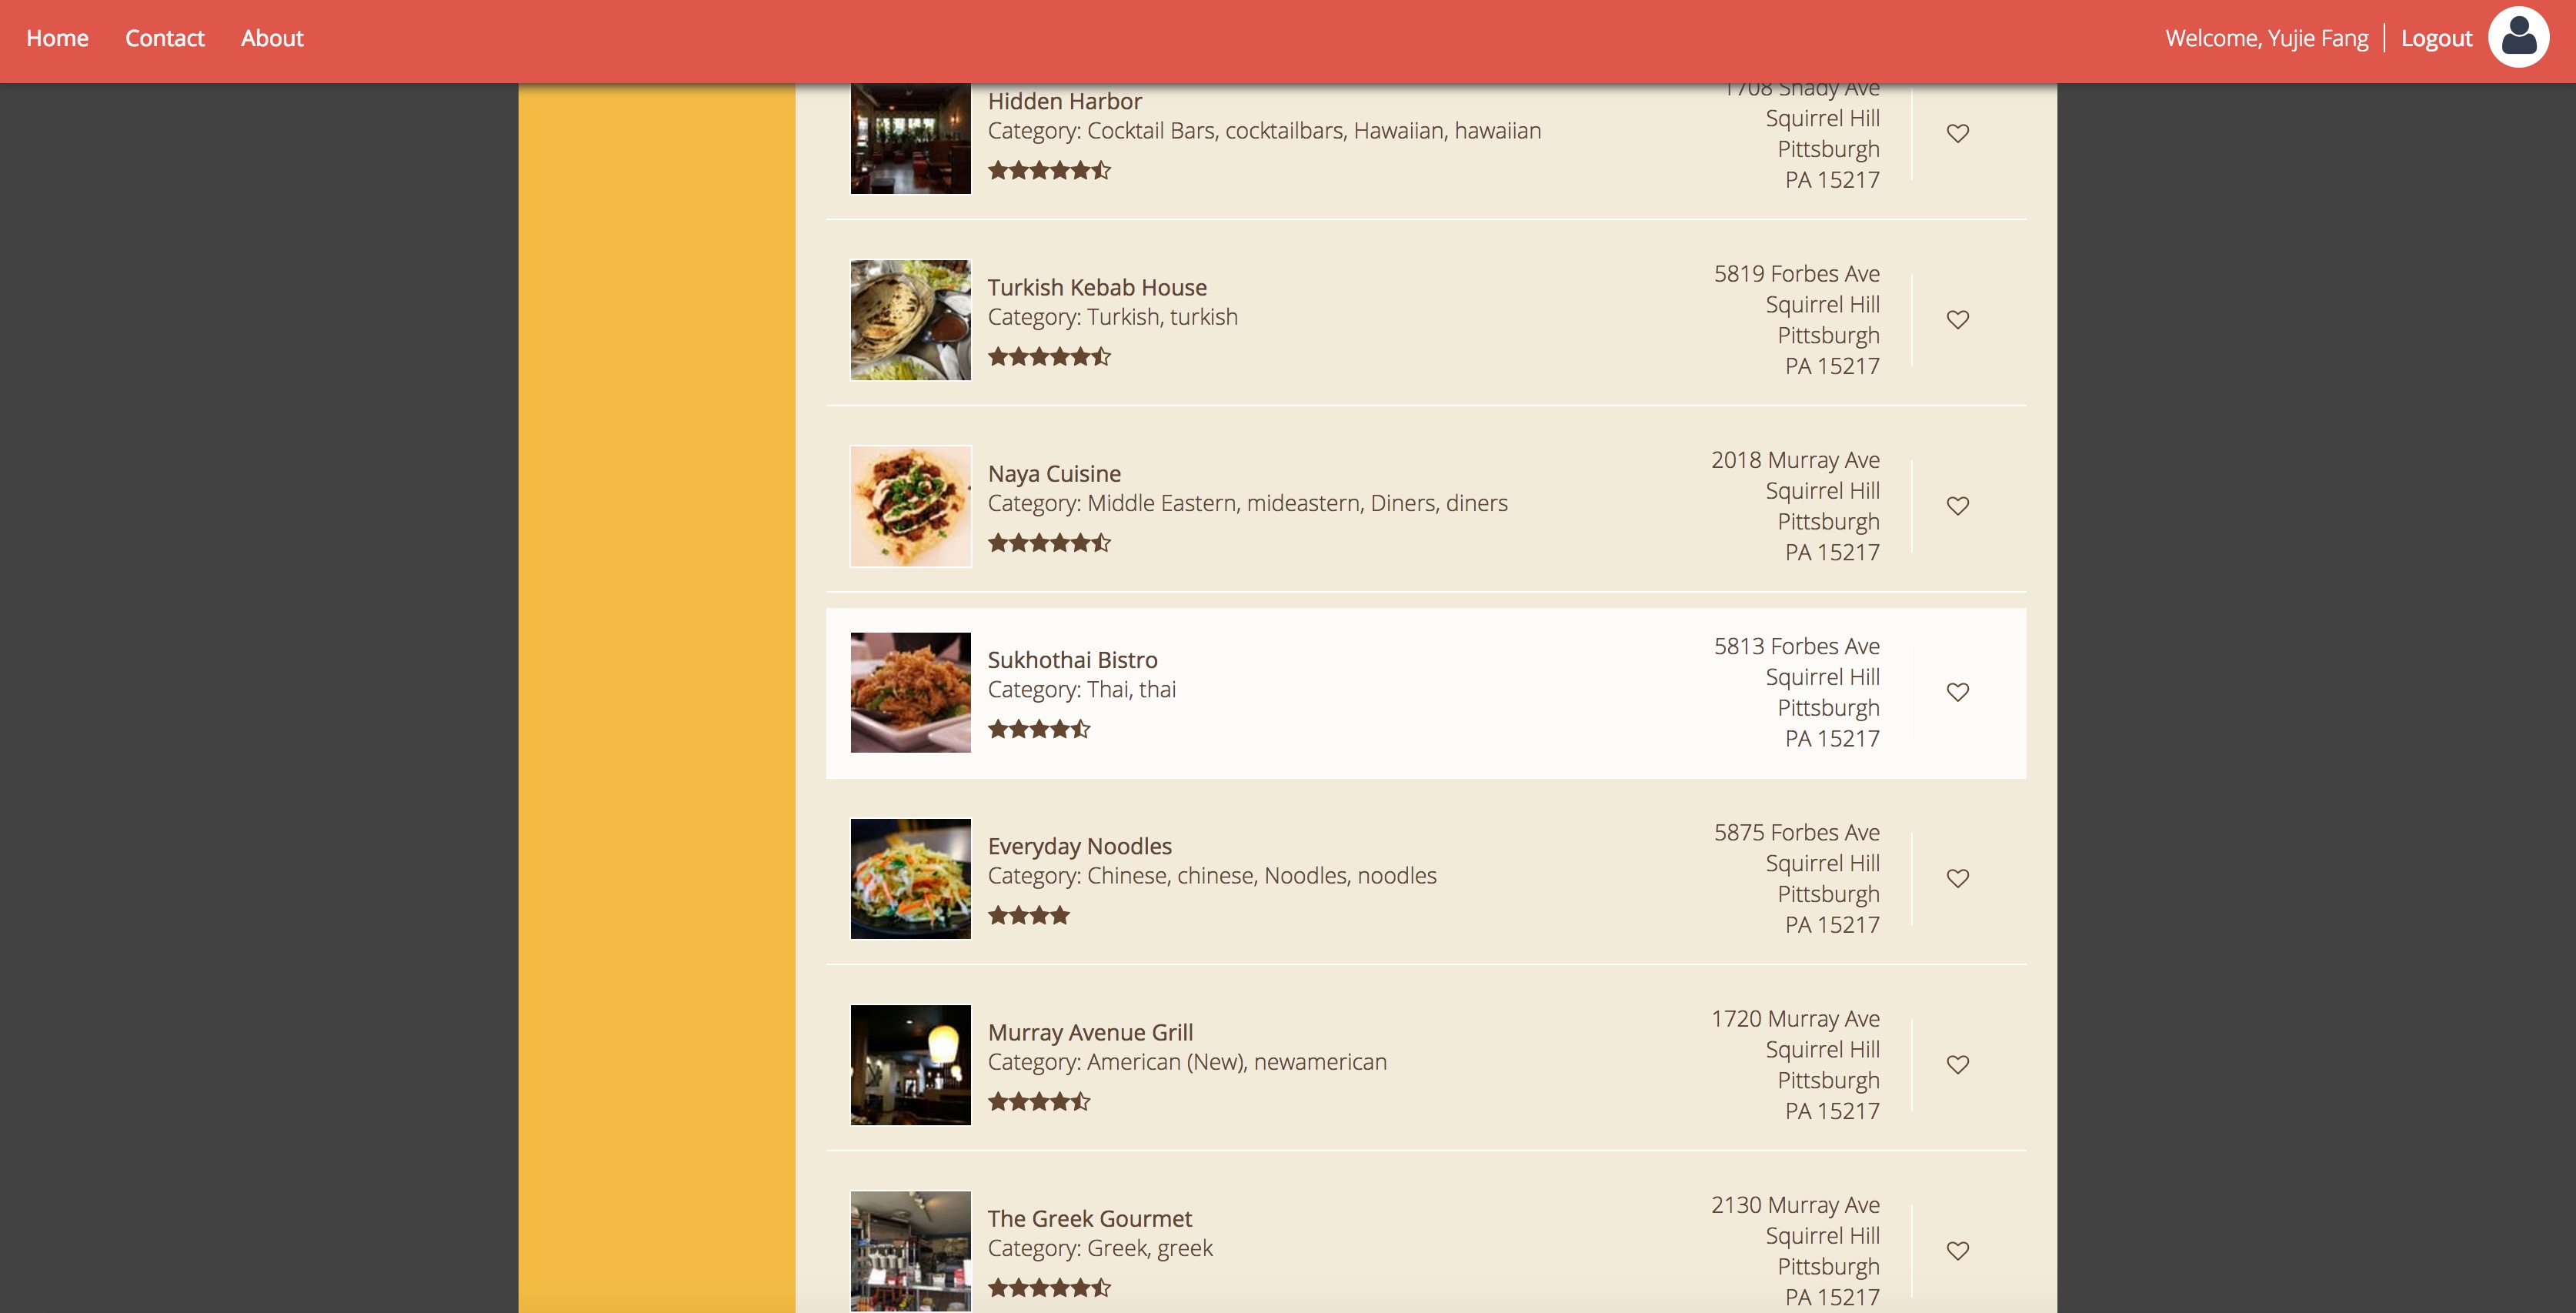 Home Contact About Welcome, Yujie Fang | Logout
Hidden Harbor
Category: Cocktail Bars, cocktailbars, Hawaiian, hawaiian
1708 Shady Ave
Squirrel Hill
Pittsburgh
PA 15217
Turkish Kebab House
Category: Turkish, turkish
5819 Forbes Ave
Squirrel Hill
Pittsburgh
PA 15217
Naya Cuisine
Category: Middle Eastern, mideastern, Diners, diners
2018 Murray Ave
Squirrel Hill
Pittsburgh
PA 15217
Sukhothai Bistro
Category: Thai, thai
5813 Forbes Ave
Squirrel Hill
Pittsburgh
PA 15217
Everyday Noodles
Category: Chinese, chinese, Noodles, noodles
5875 Forbes Ave
Squirrel Hill
Pittsburgh
PA 15217
Murray Avenue Grill
Category: American (New), newamerican
1720 Murray Ave
Squirrel Hill
Pittsburgh
PA 15217
The Greek Gourmet
Category: Greek, greek
2130 Murray Ave
Squirrel Hill
Pittsburgh
PA 15217